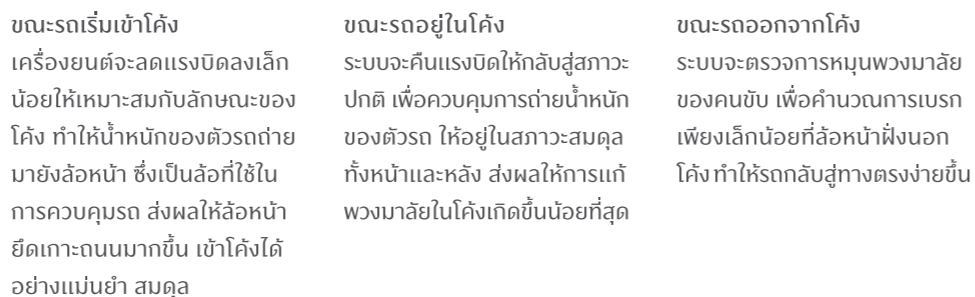 ขณะรถเริ่มเข้าโค้ง
เครื่องยนต์จะลดแรงบิดลงเล็ก
น้อยให้เหมาะสมกับลักษณะของ
โค้ง ทำให้น้ำหนักของตัวรถถ่าย
มายังล้อหน้า ซึ่งเป็นล้อที่ใช้ใน
การควบคุมรถ ส่งผลให้ล้อหน้า
ยึดเกาะถนนมากขึ้น เข้าโค้งได้
อย่างแม่นยำ สมดุล
ขณะรถอยู่ในโค้ง
ระบบจะคืนแรงบิดให้กลับสู่สภาวะ
ปกติ เพื่อควบคุมการถ่ายน้ำหนัก
ของตัวรถ ให้อยู่ในสภาวะสมดุล
ทั้งหน้าและหลัง ส่งผลให้การแก้
พวงมาลัยในโค้งเกิดขึ้นน้อยที่สุด
ขณะรถออกจากโค้ง
ระบบจะตรวจการหมุนพวงมาลัย
ของคนขับ เพื่อคำนวณการเบรก
เพียงเล็กน้อยที่ล้อหน้าฝั่งนอก
โค้ง ทำให้รถกลับสู่ทางตรงง่ายขึ้น